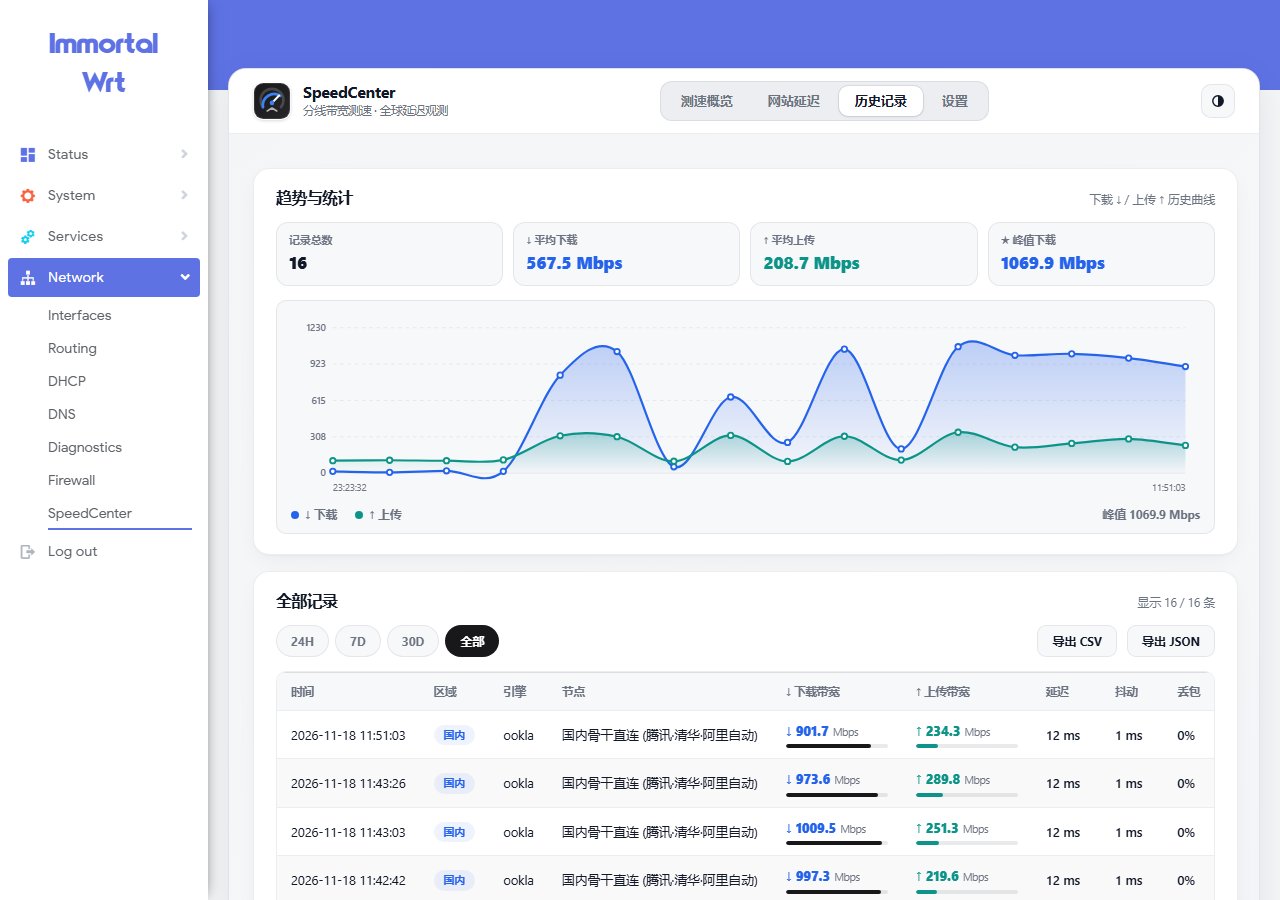 Immortal
Wrt
Status
System
Services
Network
Interfaces
Routing
DHCP
DNS
Diagnostics
Firewall
SpeedCenter
Log out
SpeedCenter
分线带宽测速 · 全球延迟观测
测速概览 网站延迟 历史记录 设置
趋势与统计
下载 ↓ / 上传 ↑ 历史曲线
记录总数
16
↓ 平均下载
567.5 Mbps
↑ 平均上传
208.7 Mbps
★ 峰值下载
1069.9 Mbps
1230
923
615
308
0
23:23:32 11:51:03
↓ 下载 ↑ 上传 峰值 1069.9 Mbps
全部记录
显示 16 / 16 条
24H 7D 30D 全部 导出 CSV 导出 JSON
时间 区域 引擎 节点 ↓ 下载带宽 ↑ 上传带宽 延迟 抖动 丢包
2026-11-18 11:51:03 国内 ookla 国内骨干直连 (腾讯·清华·阿里自动) ↓ 901.7 Mbps ↑ 234.3 Mbps 12 ms 1 ms 0%
2026-11-18 11:43:26 国内 ookla 国内骨干直连 (腾讯·清华·阿里自动) ↓ 973.6 Mbps ↑ 289.8 Mbps 12 ms 1 ms 0%
2026-11-18 11:43:03 国内 ookla 国内骨干直连 (腾讯·清华·阿里自动) ↓ 1009.5 Mbps ↑ 251.3 Mbps 12 ms 1 ms 0%
2026-11-18 11:42:42 国内 ookla 国内骨干直连 (腾讯·清华·阿里自动) ↓ 997.3 Mbps ↑ 219.6 Mbps 12 ms 1 ms 0%